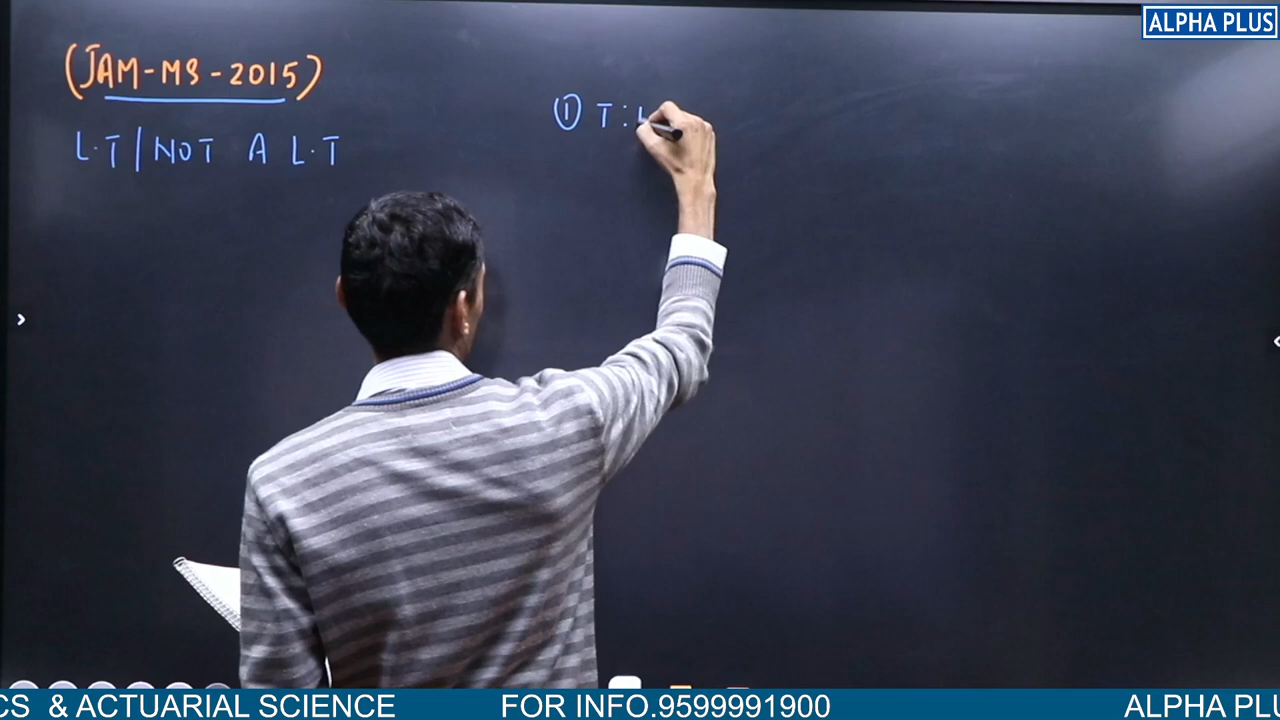 ALPHA PLUS
(JAM-MS-2015)
L.T/NOT A L.T
① T:
CS & ACTUARIAL SCIENCE FOR INFO.9599991900 ALPHA PLU